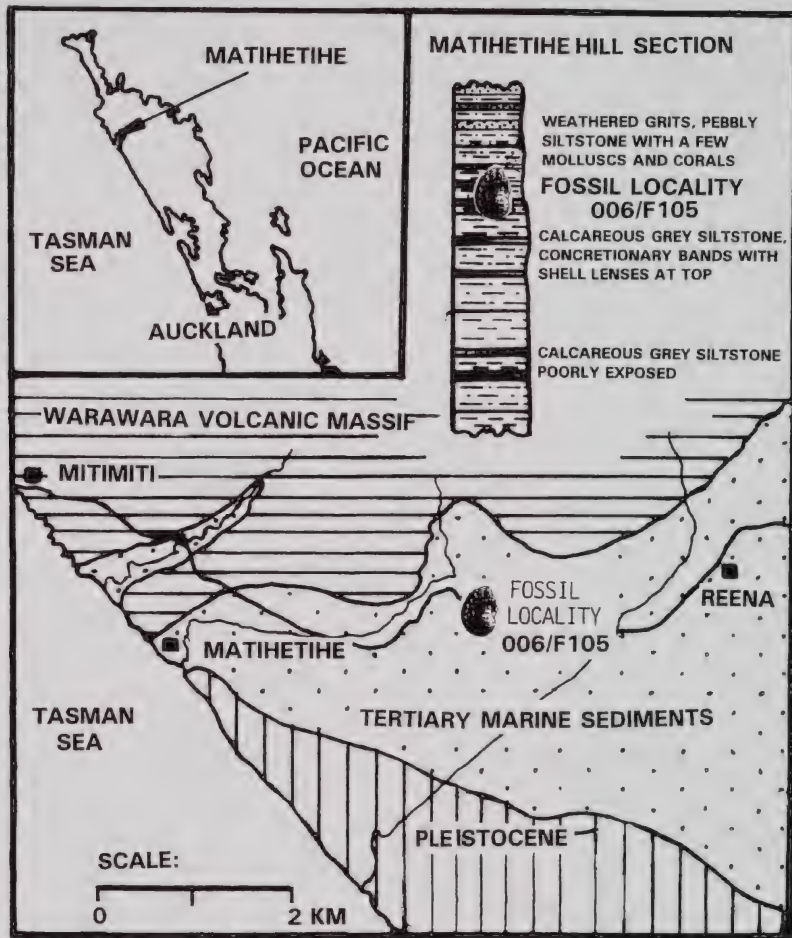 MATIHETIHE
PACIFIC
OCEAN
TASMAN
SEA
AUCKLAND
MATIHETIHE HILL SECTION
WEATHERED GRITS, PEBBLY
SILTSTONE WITH A FEW
MOLLUSCS AND CORALS
FOSSIL LOCALITY
006/F105
CALCAREOUS GREY SILTSTONE,
CONCRETIONARY BANDS WITH
SHELL LENSES AT TOP
CALCAREOUS GREY SILTSTONE
POORLY EXPOSED
WARAWARA VOLCANIC MASSIF
MITIMITI
FOSSIL
LOCALITY
006/F105
REENA
MATIHETIHE
TASMAN
SEA
TERTIARY MARINE SEDIMENTS
PLEISTOCENE
SCALE:
0 2 KM